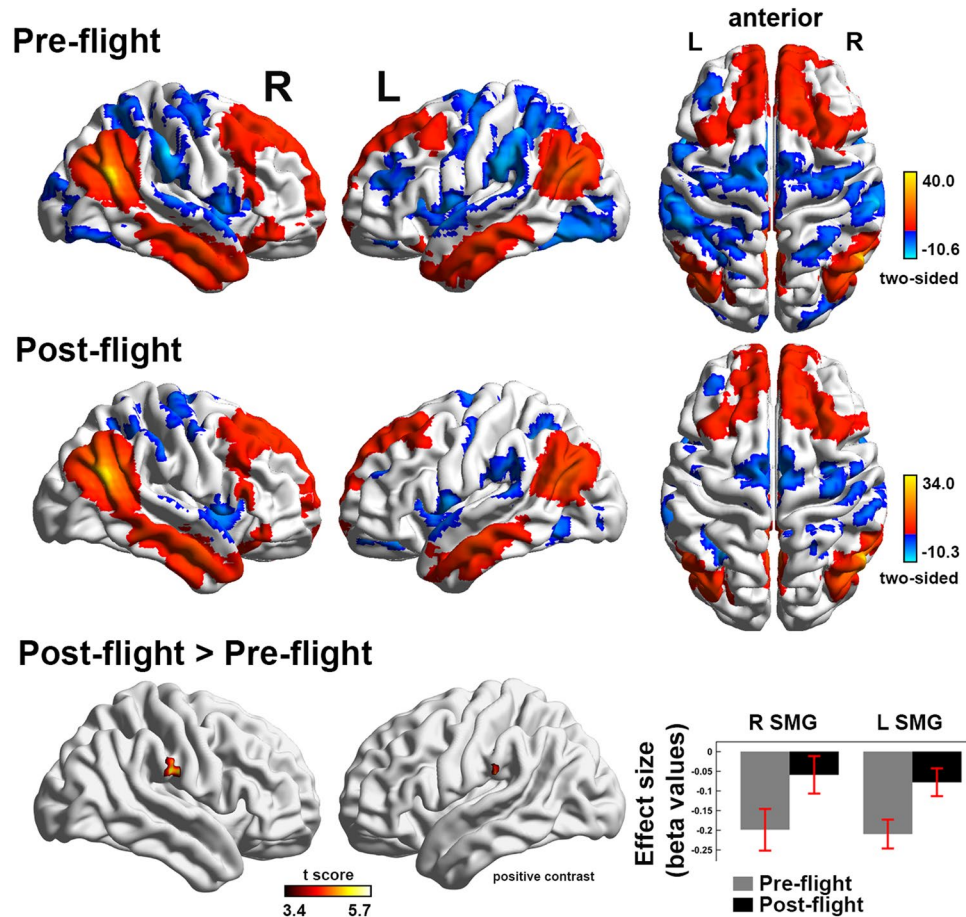 anterior
Pre-flight
L R
R L
40.0
-10.6
two-sided
Post-flight
34.0
-10.3
two-sided
Post-flight > Pre-flight
R SMG L SMG
Effect size
(beta values)
0
-0.05
-0.1
-0.15
-0.2
-0.25
t score
3.4 5.7
positive contrast
Pre-flight
Post-flight